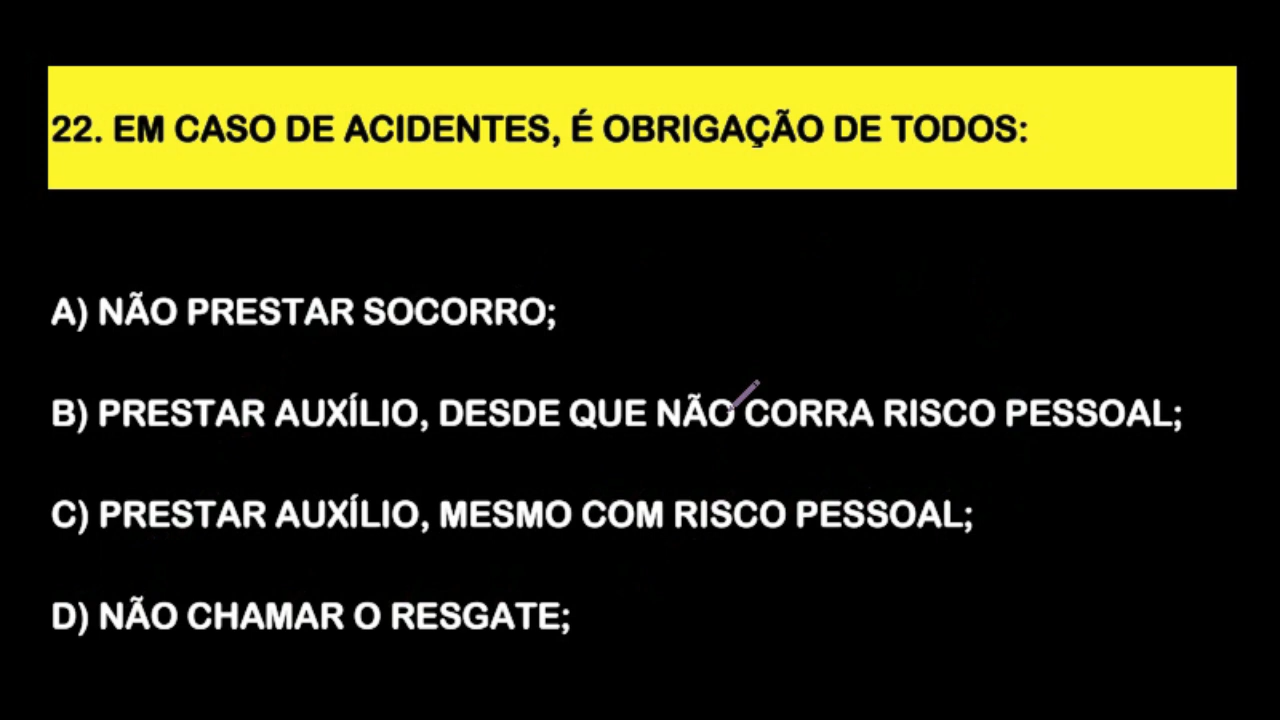 22. EM CASO DE ACIDENTES, É OBRIGAÇÃO DE TODOS:
A) NÃO PRESTAR SOCORRO;
B) PRESTAR AUXÍLIO, DESDE QUE NÃO CORRA RISCO PESSOAL;
C) PRESTAR AUXÍLIO, MESMO COM RISCO PESSOAL;
D) NÃO CHAMAR O RESGATE;